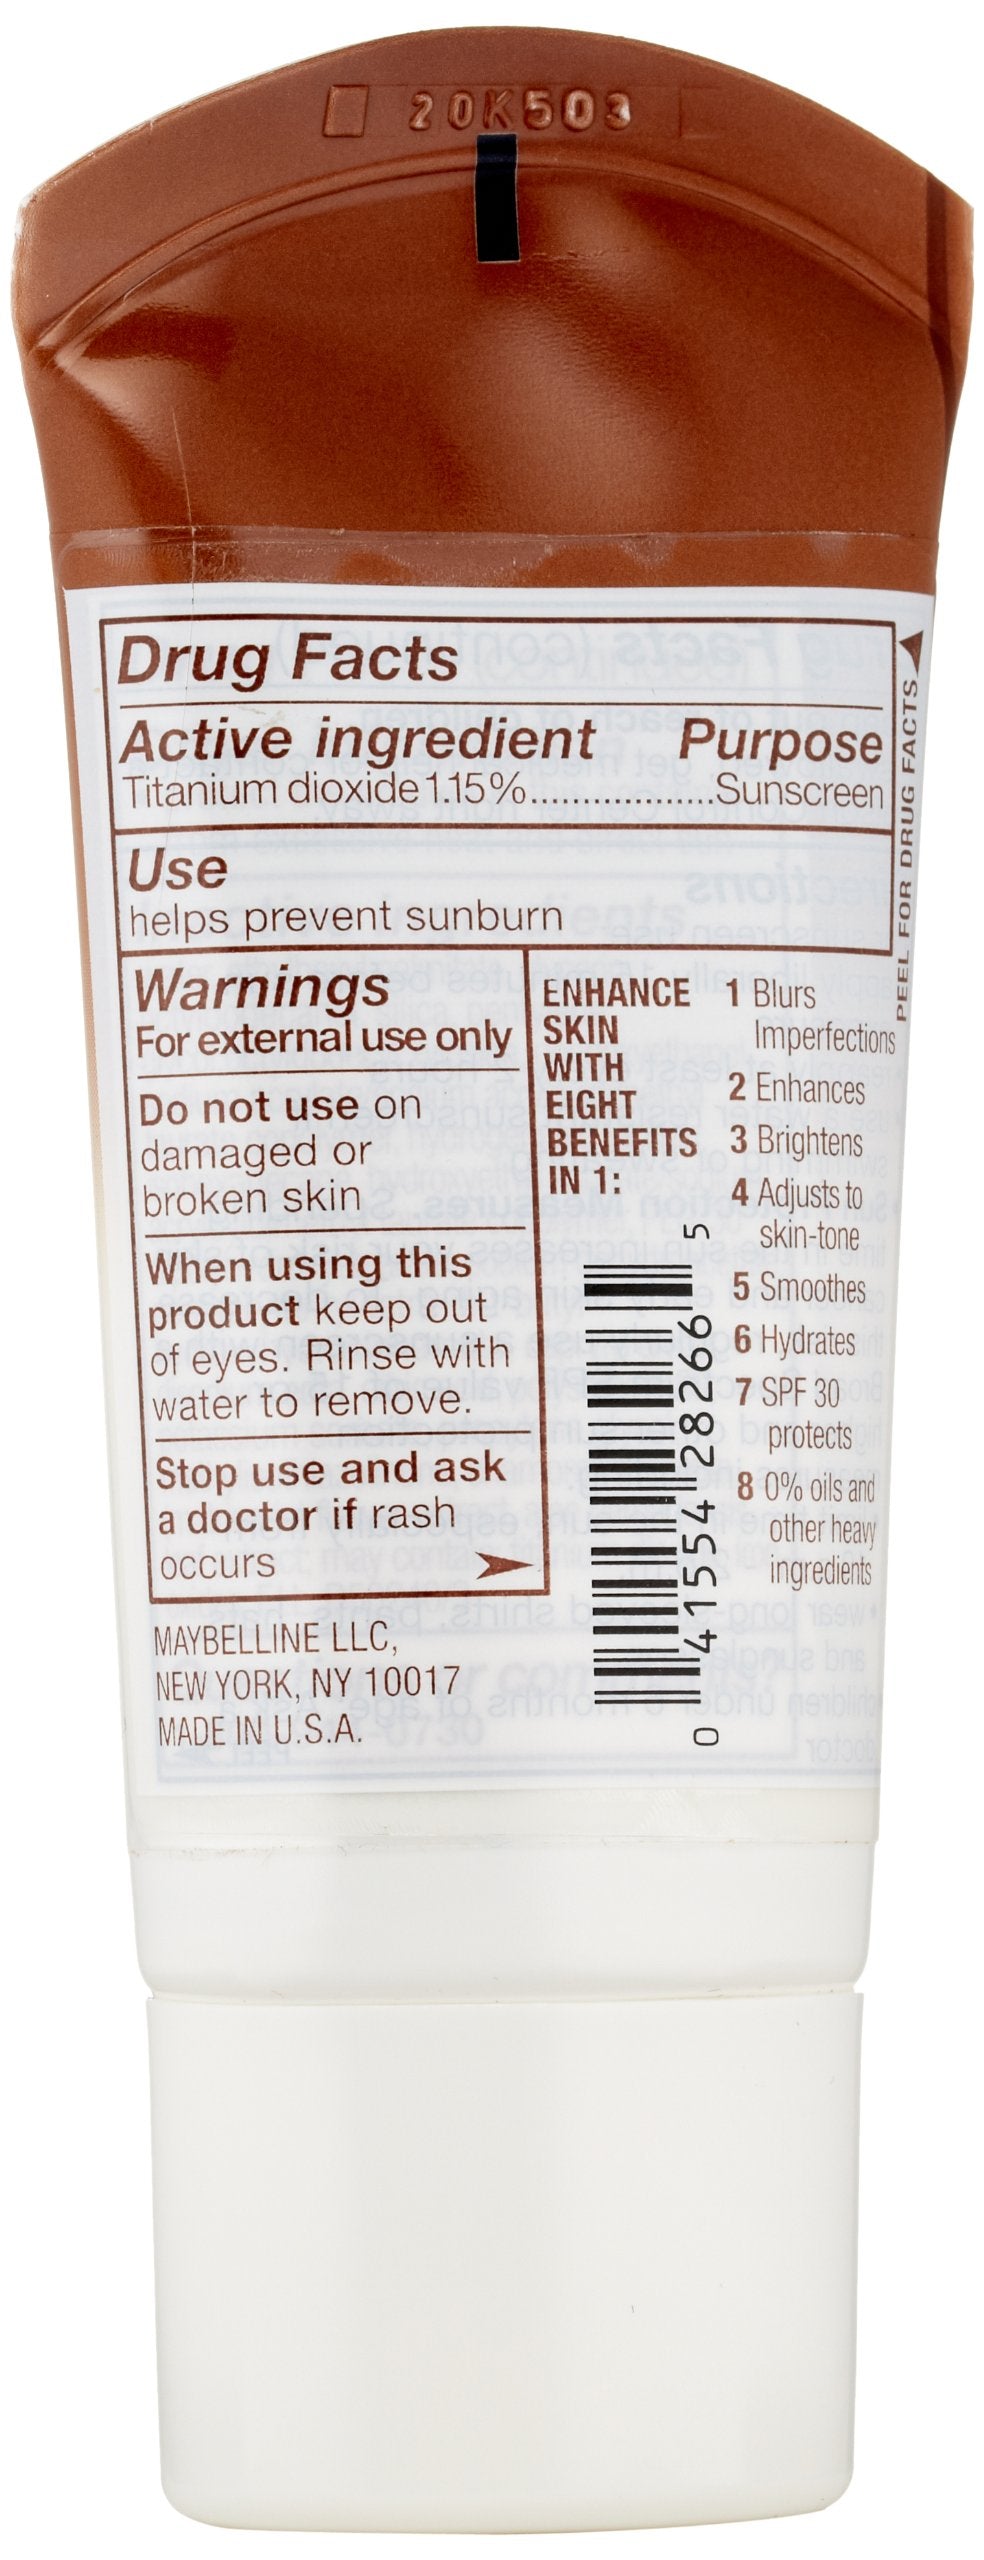 20K503
Drug Facts
Active ingredient Purpose
Titanium dioxide 1.15%...................Sunscreen
Use
helps prevent sunburn
PEEL FOR DRUG FACTS
Warnings
For external use only
Do not use on
damaged or
broken skin
When using this
product keep out
of eyes. Rinse with
water to remove.
Stop use and ask
a doctor if rash
occurs
ENHANCE
SKIN
WITH
EIGHT
BENEFITS
IN 1:
1 Blurs
Imperfections
2 Enhances
3 Brightens
4 Adjusts to
skin-tone
5 Smoothes
6 Hydrates
7 SPF 30
protects
8 0% oils and
other heavy
ingredients
0 41554 28266 5
MAYBELLINE LLC,
NEW YORK, NY 10017
MADE IN U.S.A.